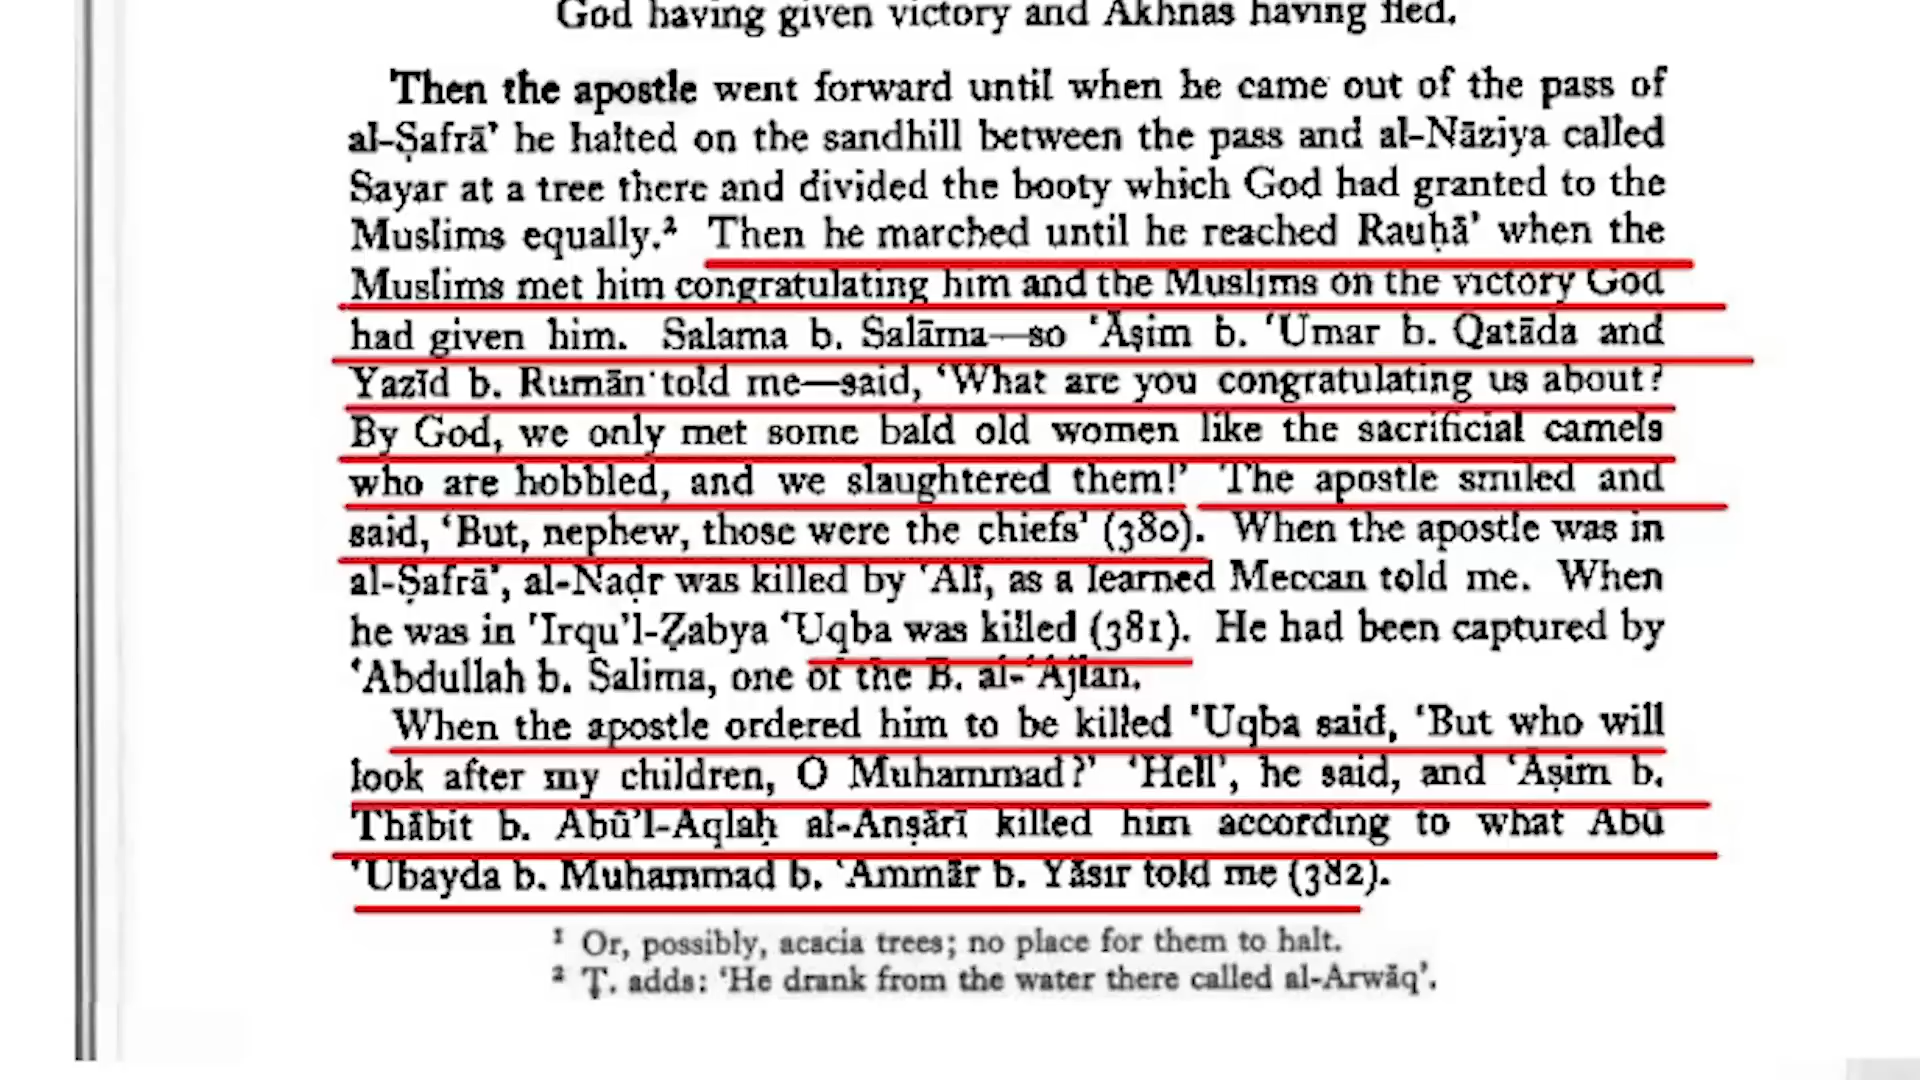 God having given victory and Akhnas having fled.
Then the apostle went forward until when he came out of the pass of
al-Ṣafrā’ he halted on the sandhill between the pass and al-Nāziya called
Sayar at a tree there and divided the booty which God had granted to the
Muslims equally.² Then he marched until he reached Rauḥā’ when the
Muslims met him congratulating him and the Muslims on the victory God
had given him. Salama b. Salāma—so ‘Āṣim b. ‘Umar b. Qatāda and
Yazīd b. Rumān told me—said, ‘What are you congratulating us about?
By God, we only met some bald old women like the sacrificial camels
who are hobbled, and we slaughtered them!’ The apostle smiled and
said, ‘But, nephew, those were the chiefs’ (380). When the apostle was in
al-Ṣafrā’, al-Naḍr was killed by ‘Alī, as a learned Meccan told me. When
he was in ’Irqu’l-Ẓabya ‘Uqba was killed (381). He had been captured by
‘Abdullah b. Salima, one of the B. al-‘Ajlān.
When the apostle ordered him to be killed ‘Uqba said, ‘But who will
look after my children, O Muhammad?’ ‘Hell’, he said, and ‘Āṣim b.
Thābit b. Abū’l-Aqlaḥ al-Anṣārī killed him according to what Abū
‘Ubayda b. Muhammad b. ‘Ammār b. Yāsir told me (382).
¹ Or, possibly, acacia trees; no place for them to halt.
² Ṭ. adds: ‘He drank from the water there called al-Arwāq’.